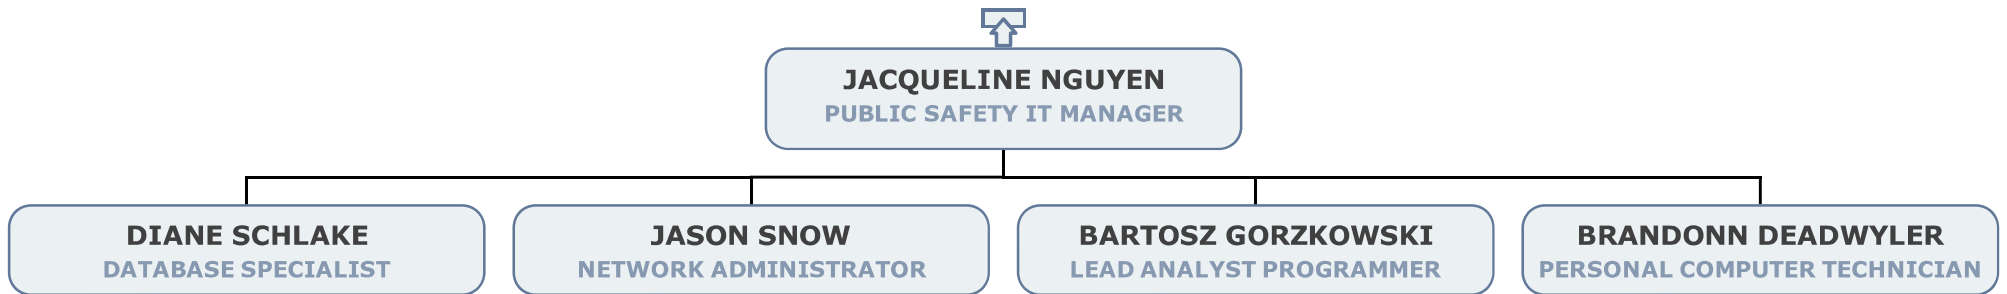 JACQUELINE NGUYEN
PUBLIC SAFETY IT MANAGER
DIANE SCHLAKE
DATABASE SPECIALIST
JASON SNOW
NETWORK ADMINISTRATOR
BARTOSZ GORZKOWSKI
LEAD ANALYST PROGRAMMER
BRANDONN DEADWYLER
PERSONAL COMPUTER TECHNICIAN